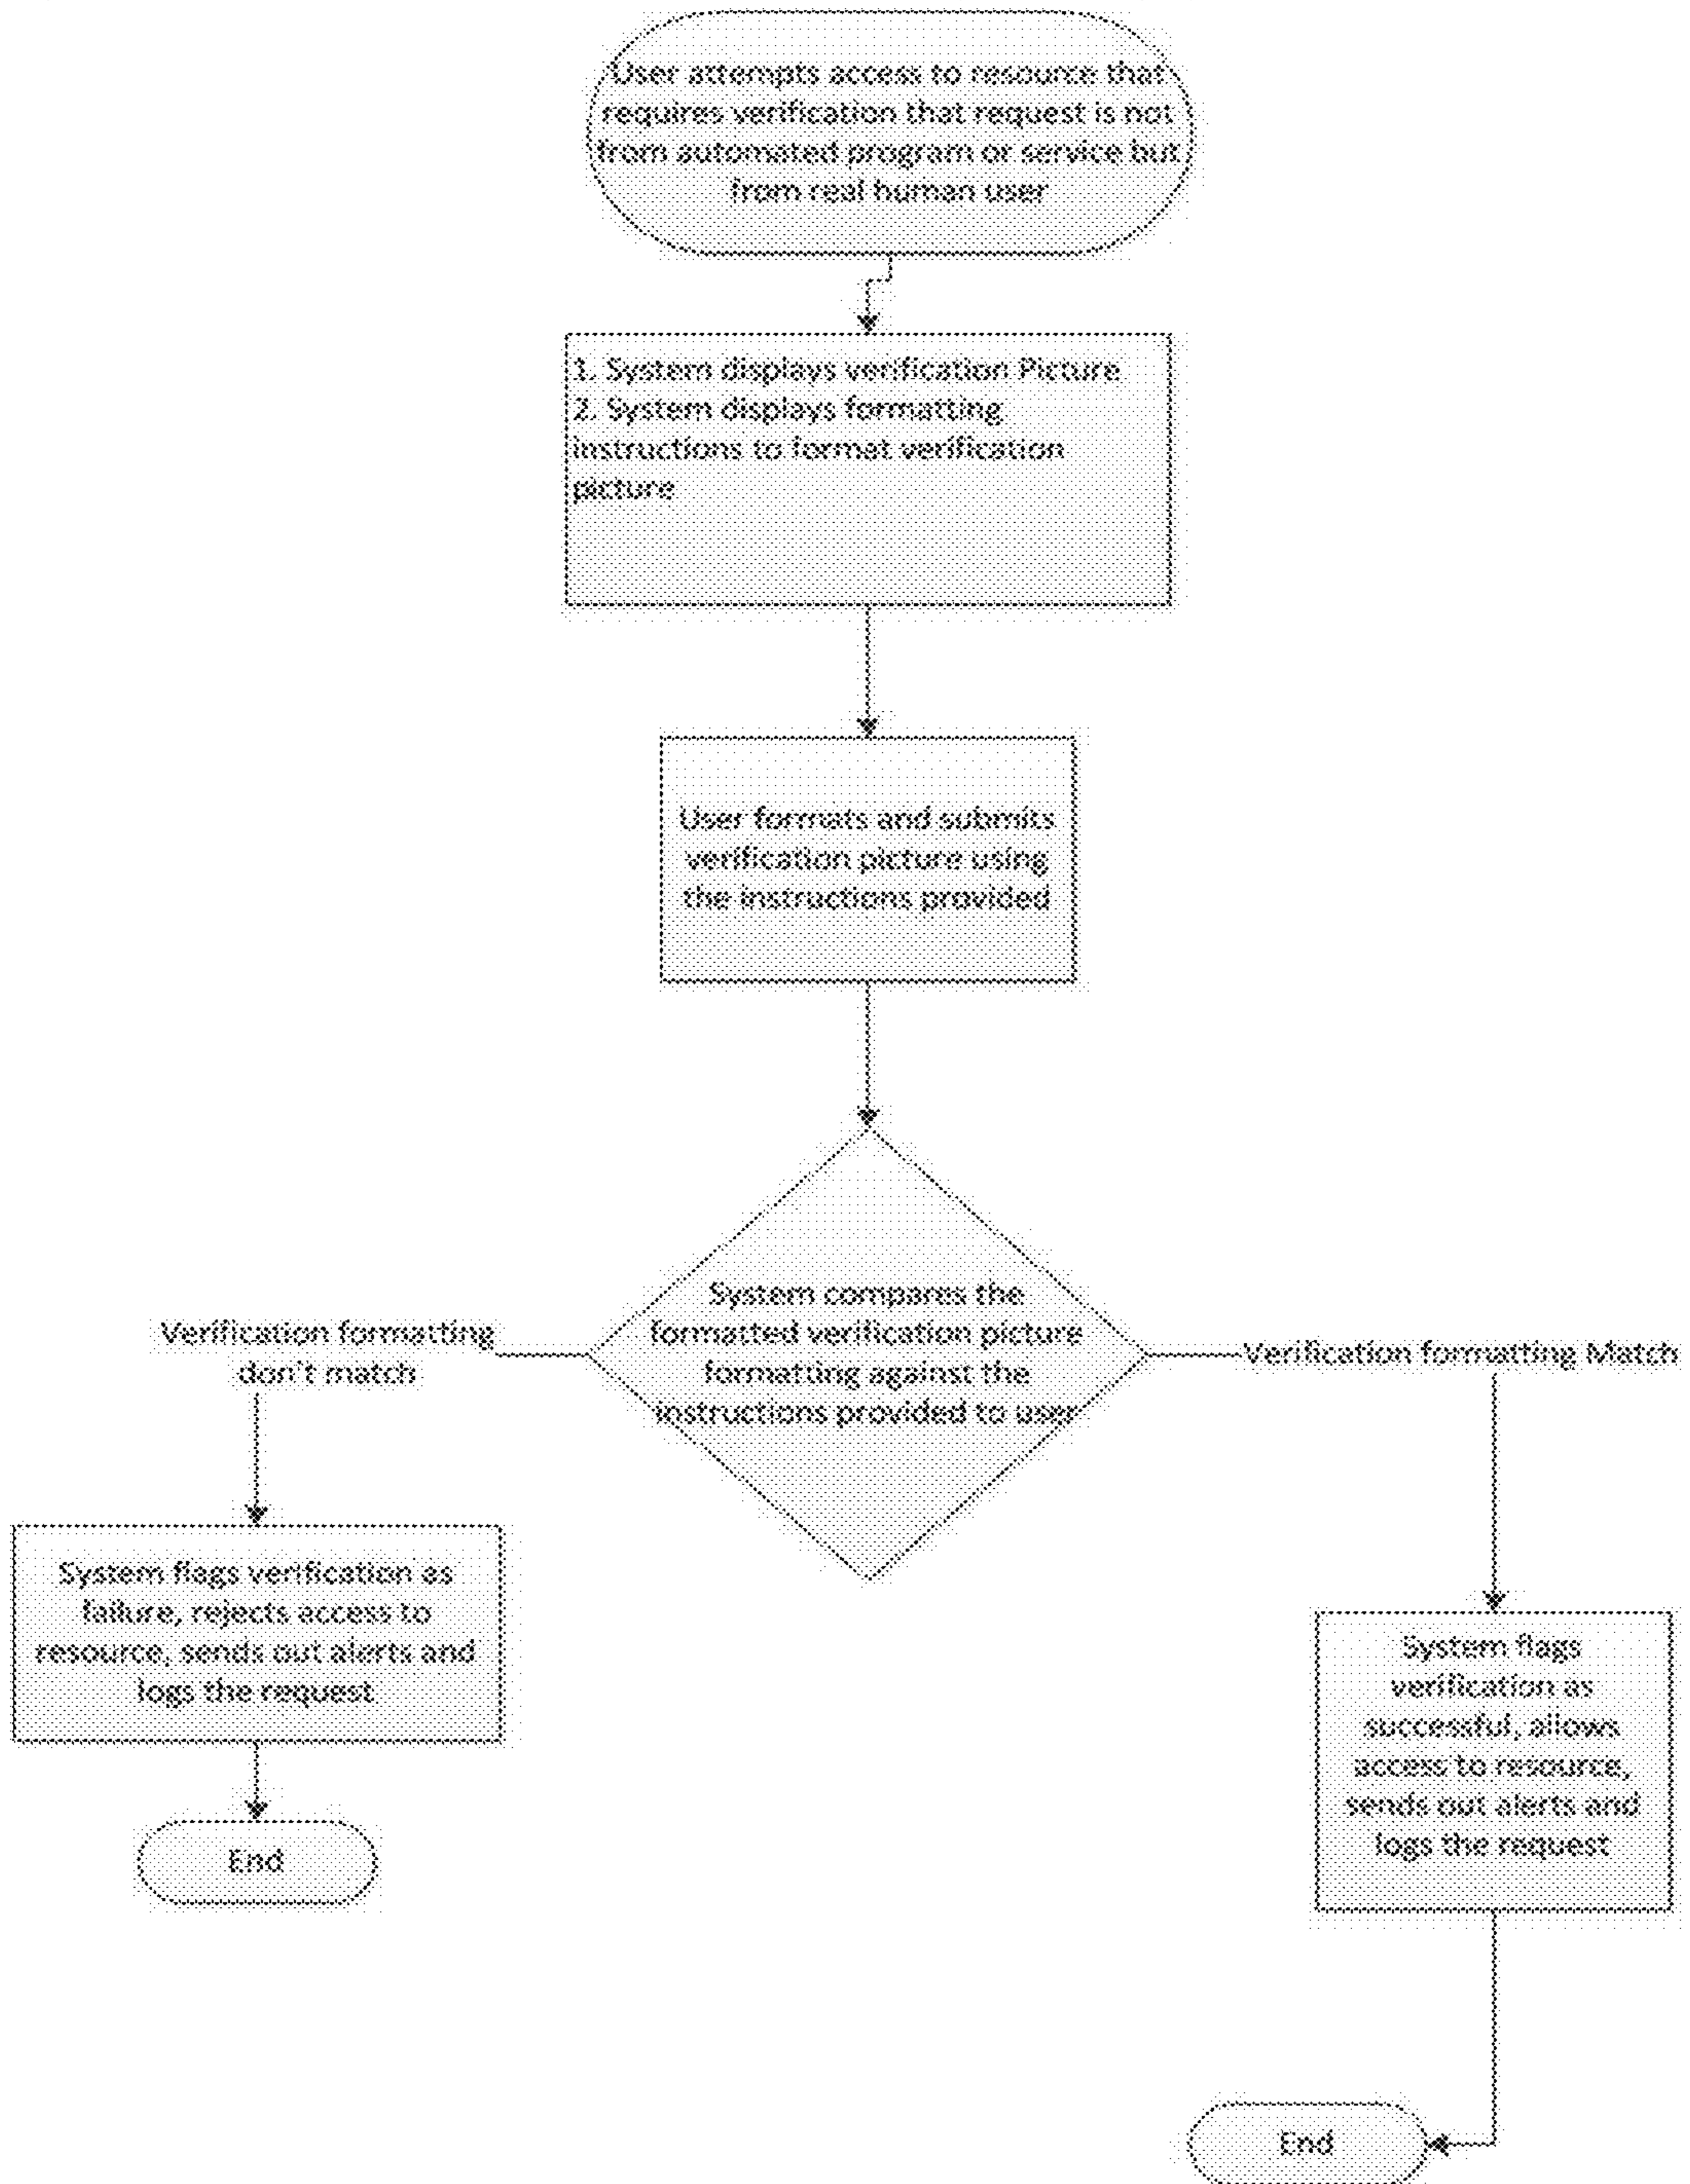 User attempts access to resource that
requires verification that request is not
from automated program or service but
from real human user
1. System displays verification Picture
2. System displays formatting
instructions to format verification
picture
User formats and submits
verification picture using
the instructions provided
System compares the
formatted verification picture
formatting against the
instructions provided to user
Verification formatting
don't match
Verification formatting Match
System flags verification as
failure, rejects access to
resource, sends out alerts and
logs the request
End
System flags
verification as
successful, allows
access to resource,
sends out alerts and
logs the request
End